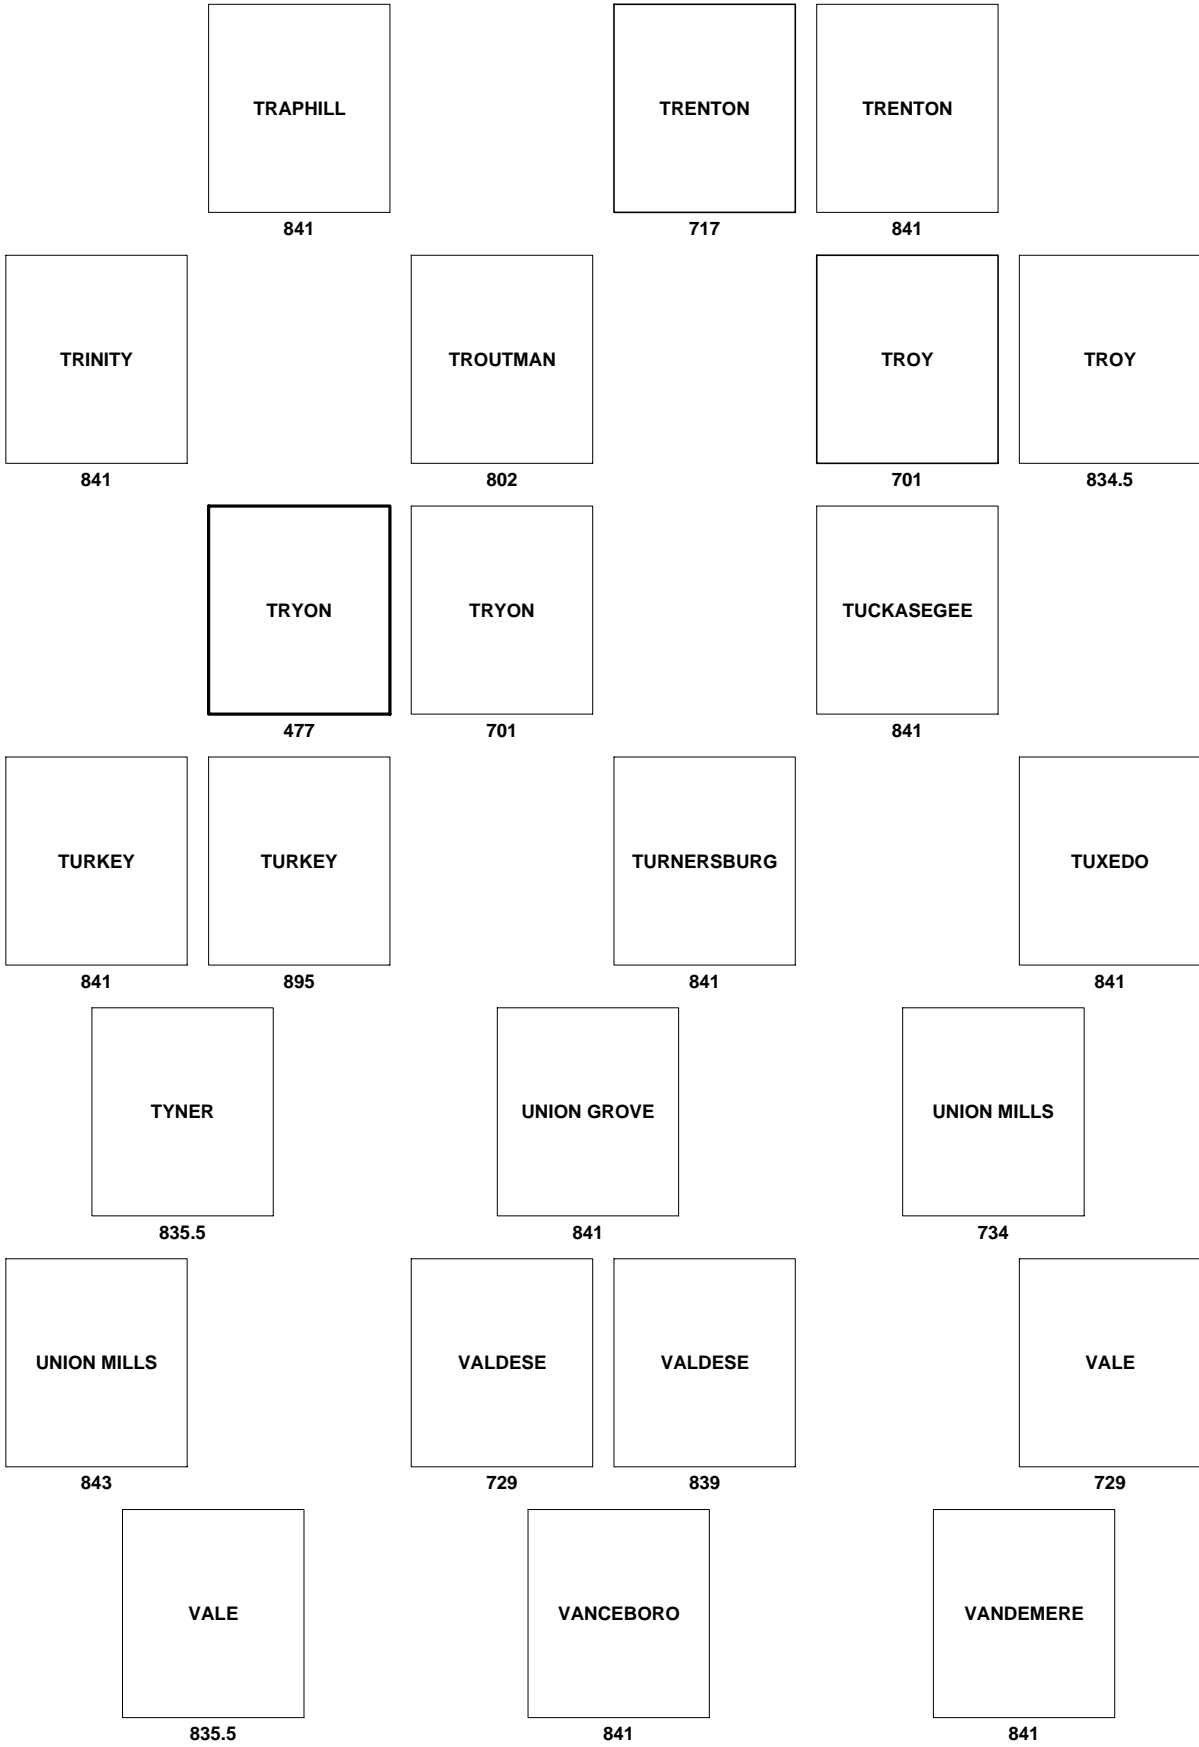 TRAPHILL TRENTON TRENTON
841 717 841
TRINITY TROUTMAN TROY TROY
841 802 701 834.5
TRYON TRYON TUCKASEGEE
477 701 841
TURKEY TURKEY TURNERSBURG TUXEDO
841 895 841 841
TYNER UNION GROVE UNION MILLS
835.5 841 734
UNION MILLS VALDESE VALDESE VALE
843 729 839 729
VALE VANCEBORO VANDEMERE
835.5 841 841